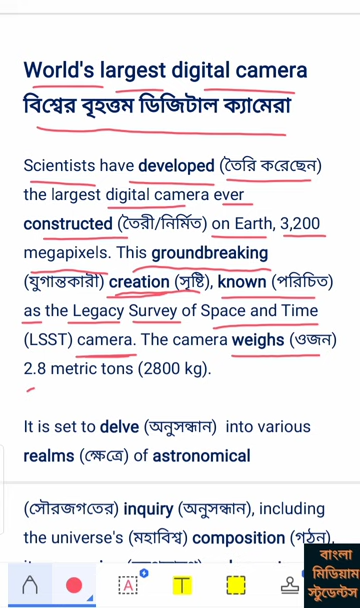 World's largest digital camera
বিশ্বের বৃহত্তম ডিজিটাল ক্যামেরা
Scientists have developed (তৈরি করেছেন)
the largest digital camera ever
constructed (তৈরী/নির্মিত) on Earth, 3,200
megapixels. This groundbreaking
(যুগান্তকারী) creation (সৃষ্টি), known (পরিচিত)
as the Legacy Survey of Space and Time
(LSST) camera. The camera weighs (ওজন)
2.8 metric tons (2800 kg).
It is set to delve (অনুসন্ধান) into various
realms (ক্ষেত্রে) of astronomical
(সৌরজগতের) inquiry (অনুসন্ধান), including
the universe's (মহাবিশ্ব) composition (গঠন),
বাংলা
মিডিয়াম
স্টুডেন্টস
A
T